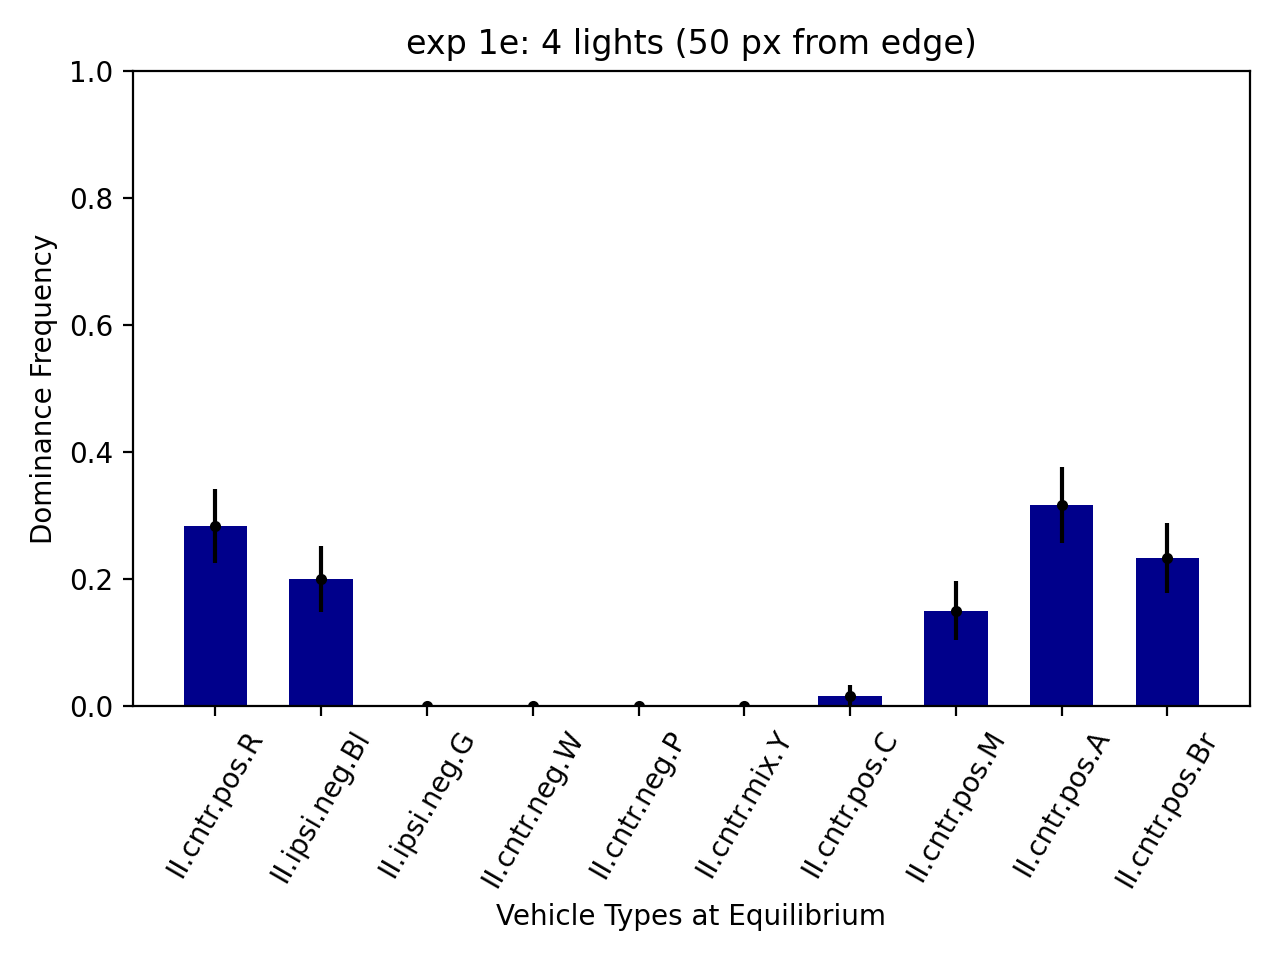 exp 1e: 4 lights (50 px from edge)
1.0
0.8
0.6
0.4
0.2
0.0
Dominance Frequency
II.cntr.pos.R
II.ipsi.neg.Bl
II.ipsi.neg.G
II.cntr.neg.W
II.cntr.neg.P
II.cntr.mix.Y
II.cntr.pos.C
II.cntr.pos.M
II.cntr.pos.A
II.cntr.pos.Br
Vehicle Types at Equilibrium